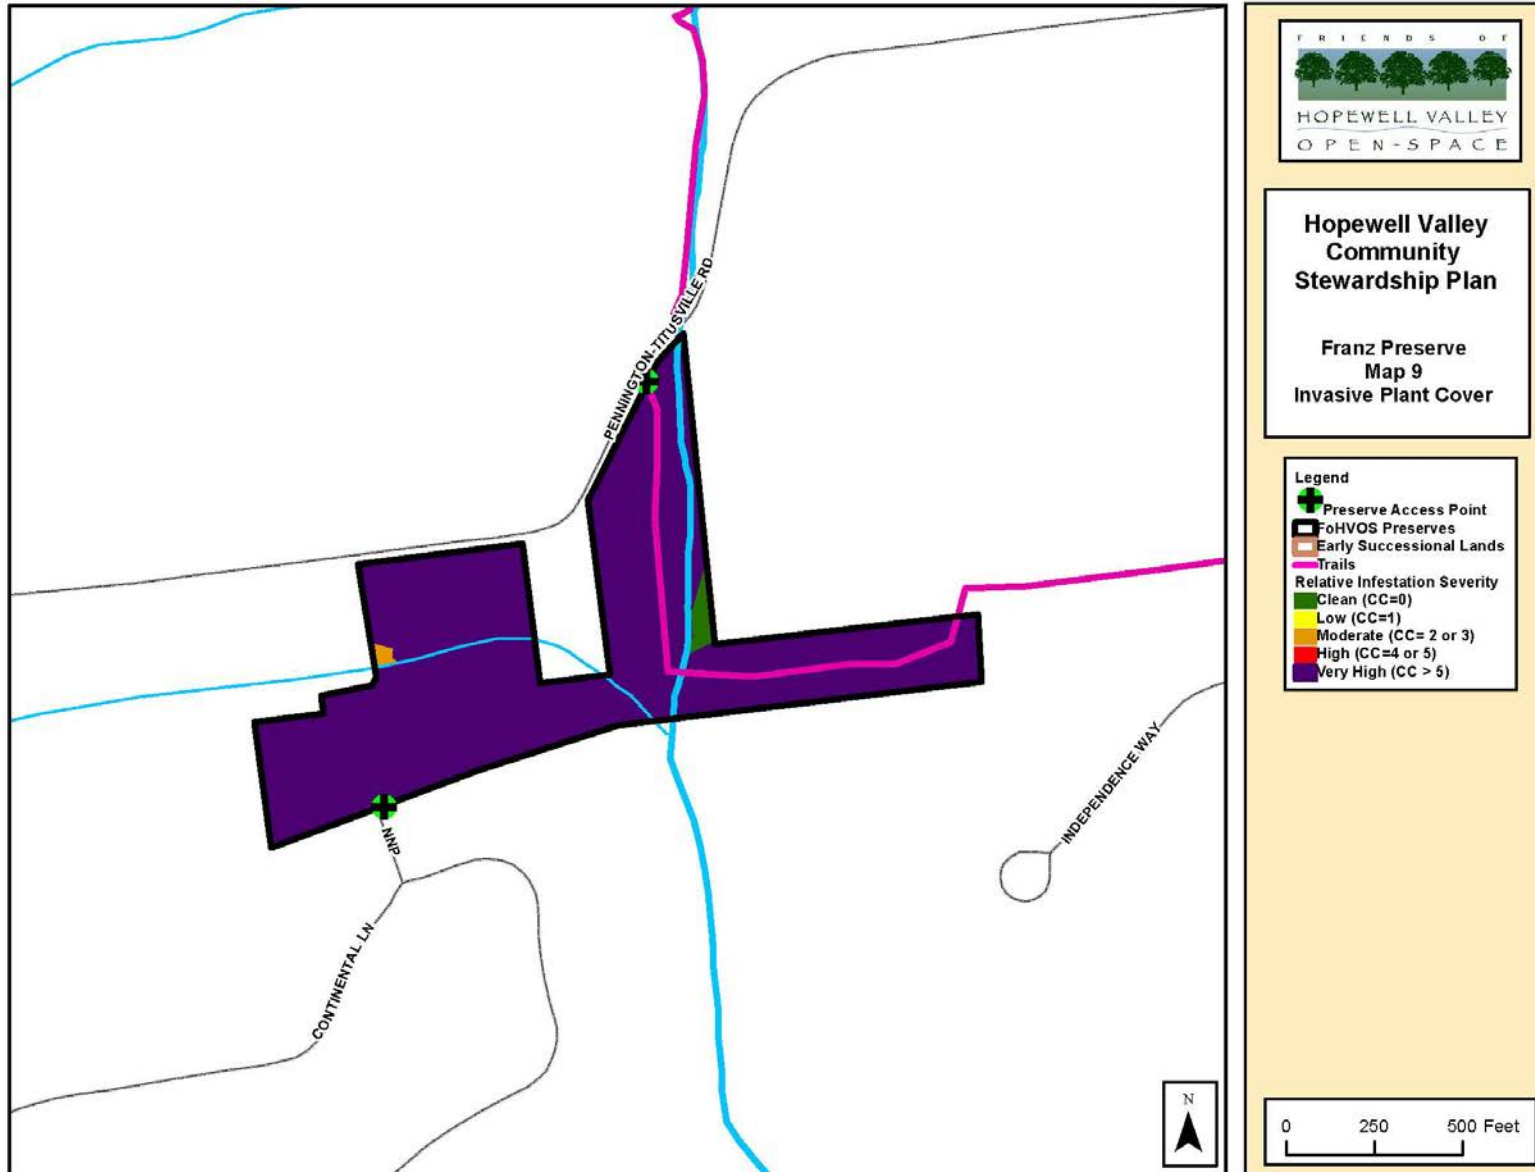 PENNINGTON-TITUSVILLE RD
NNP
CONTINENTAL LN
INDEPENDENCE WAY
N
FRIENDS OF
HOPEWELL VALLEY
OPEN-SPACE
Hopewell Valley
Community
Stewardship Plan
Franz Preserve
Map 9
Invasive Plant Cover
Legend
Preserve Access Point
FoHVOS Preserves
Early Successional Lands
Trails
Relative Infestation Severity
Clean (CC=0)
Low (CC=1)
Moderate (CC= 2 or 3)
High (CC=4 or 5)
Very High (CC > 5)
0 250 500 Feet